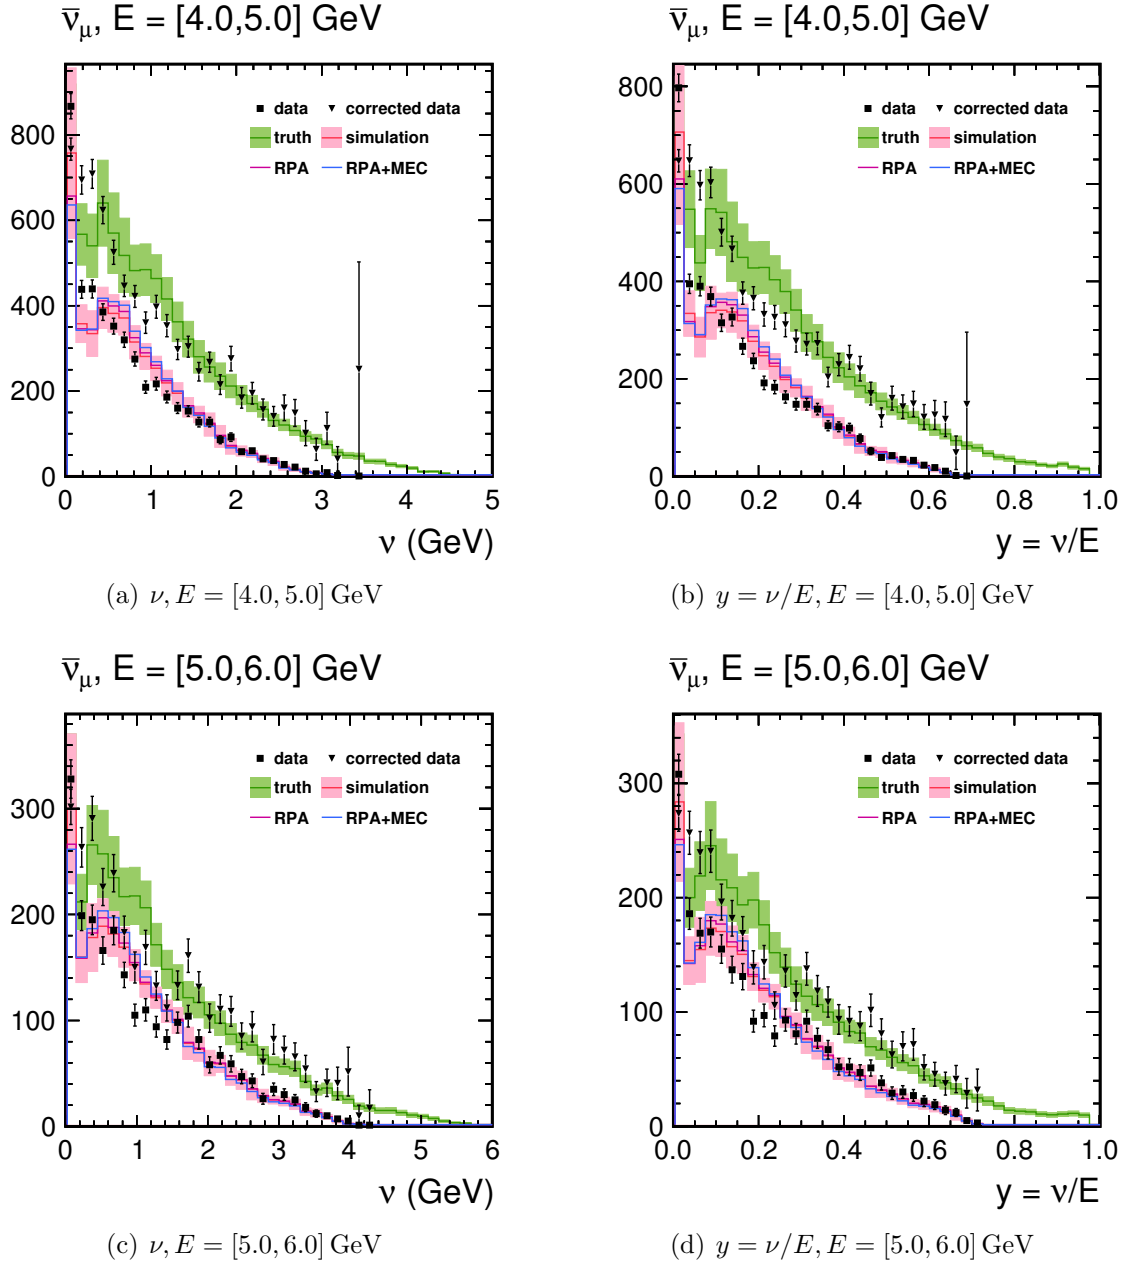 ν̅μ, E = [4.0,5.0] GeV
data corrected data
truth simulation
RPA RPA+MEC
800
600
400
200
0
0 1 2 3 4 5
ν (GeV)
(a) ν, E = [4.0, 5.0] GeV
ν̅μ, E = [4.0,5.0] GeV
data corrected data
truth simulation
RPA RPA+MEC
800
600
400
200
0
0.0 0.2 0.4 0.6 0.8 1.0
y = ν/E
(b) y = ν/E, E = [4.0, 5.0] GeV
ν̅μ, E = [5.0,6.0] GeV
data corrected data
truth simulation
RPA RPA+MEC
300
200
100
0
0 1 2 3 4 5 6
ν (GeV)
(c) ν, E = [5.0, 6.0] GeV
ν̅μ, E = [5.0,6.0] GeV
data corrected data
truth simulation
RPA RPA+MEC
300
200
100
0
0.0 0.2 0.4 0.6 0.8 1.0
y = ν/E
(d) y = ν/E, E = [5.0, 6.0] GeV